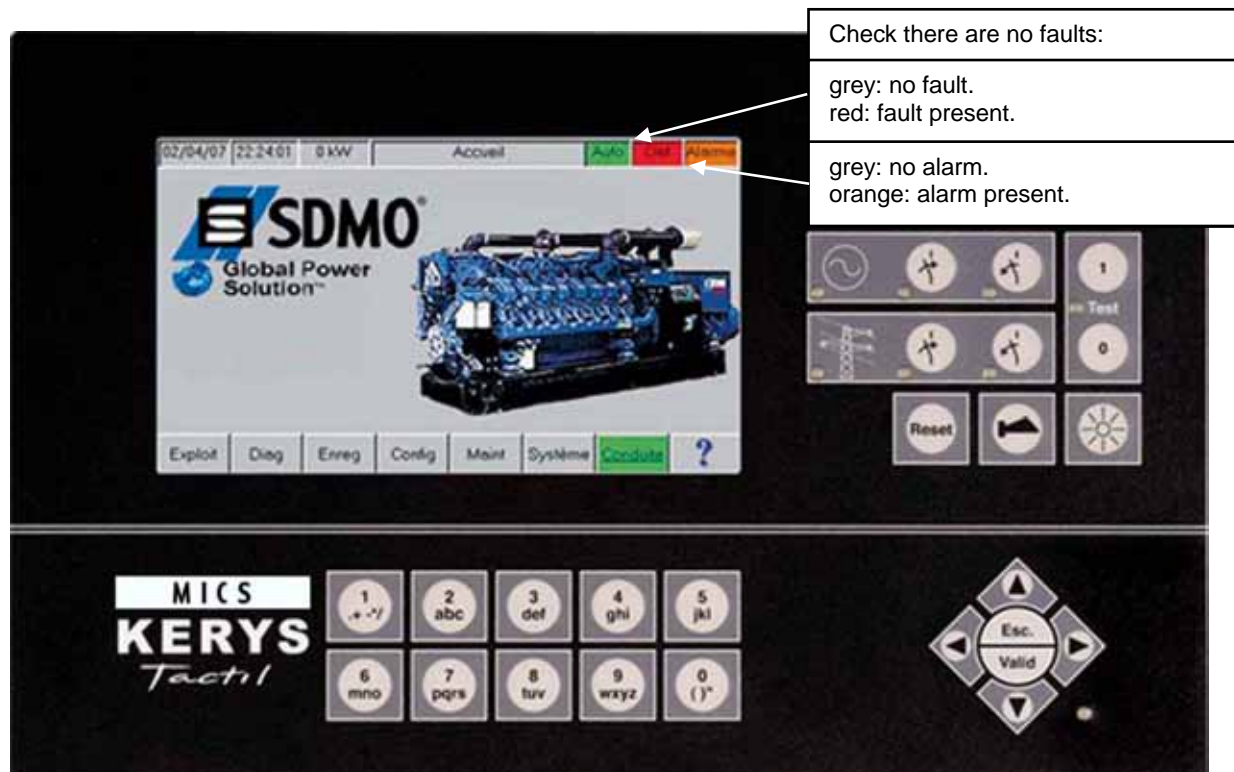 Check there are no faults:
grey: no fault.
red: fault present.
grey: no alarm.
orange: alarm present.
02/04/07 22:24:01 0 kW Accueil Auto Alarme
SDMO®
Global Power
Solution™
Exploit Diag Enreg Config Maint Système Conduite ?
1
Test
0
Reset
MICS
KERYS
Tactil
1 2 3 4 5
.+-*/ abc def ghi jkl
6 7 8 9 0
mno pqrs tuv wxyz ( )"
Esc.
Valid